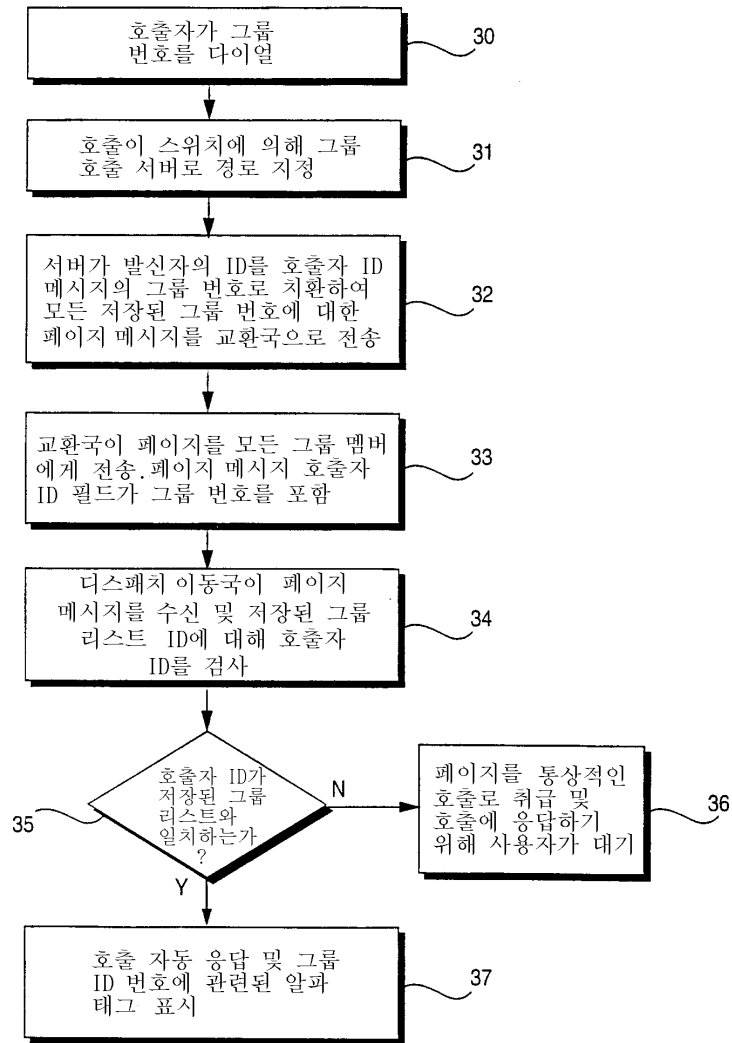 호출자가 그룹
번호를 다이얼
30
호출이 스위치에 의해 그룹
호출 서버로 경로 지정
31
서버가 발신자의 ID를 호출자 ID
메시지의 그룹 번호로 치환하여
모든 저장된 그룹 번호에 대한
페이지 메시지를 교환국으로 전송
32
교환국이 페이지를 모든 그룹 멤버
에게 전송.페이지 메시지 호출자
ID 필드가 그룹 번호를 포함
33
디스패치 이동국이 페이지
메시지를 수신 및 저장된 그룹
리스트 ID에 대해 호출자
ID를 검사
34
호출자 ID가
저장된 그룹
리스트와
일치하는가
?
35
N
Y
페이지를 통상적인
호출로 취급 및
호출에 응답하기
위해 사용자가 대기
36
호출 자동 응답 및 그룹
ID 번호에 관련된 알파
태그 표시
37